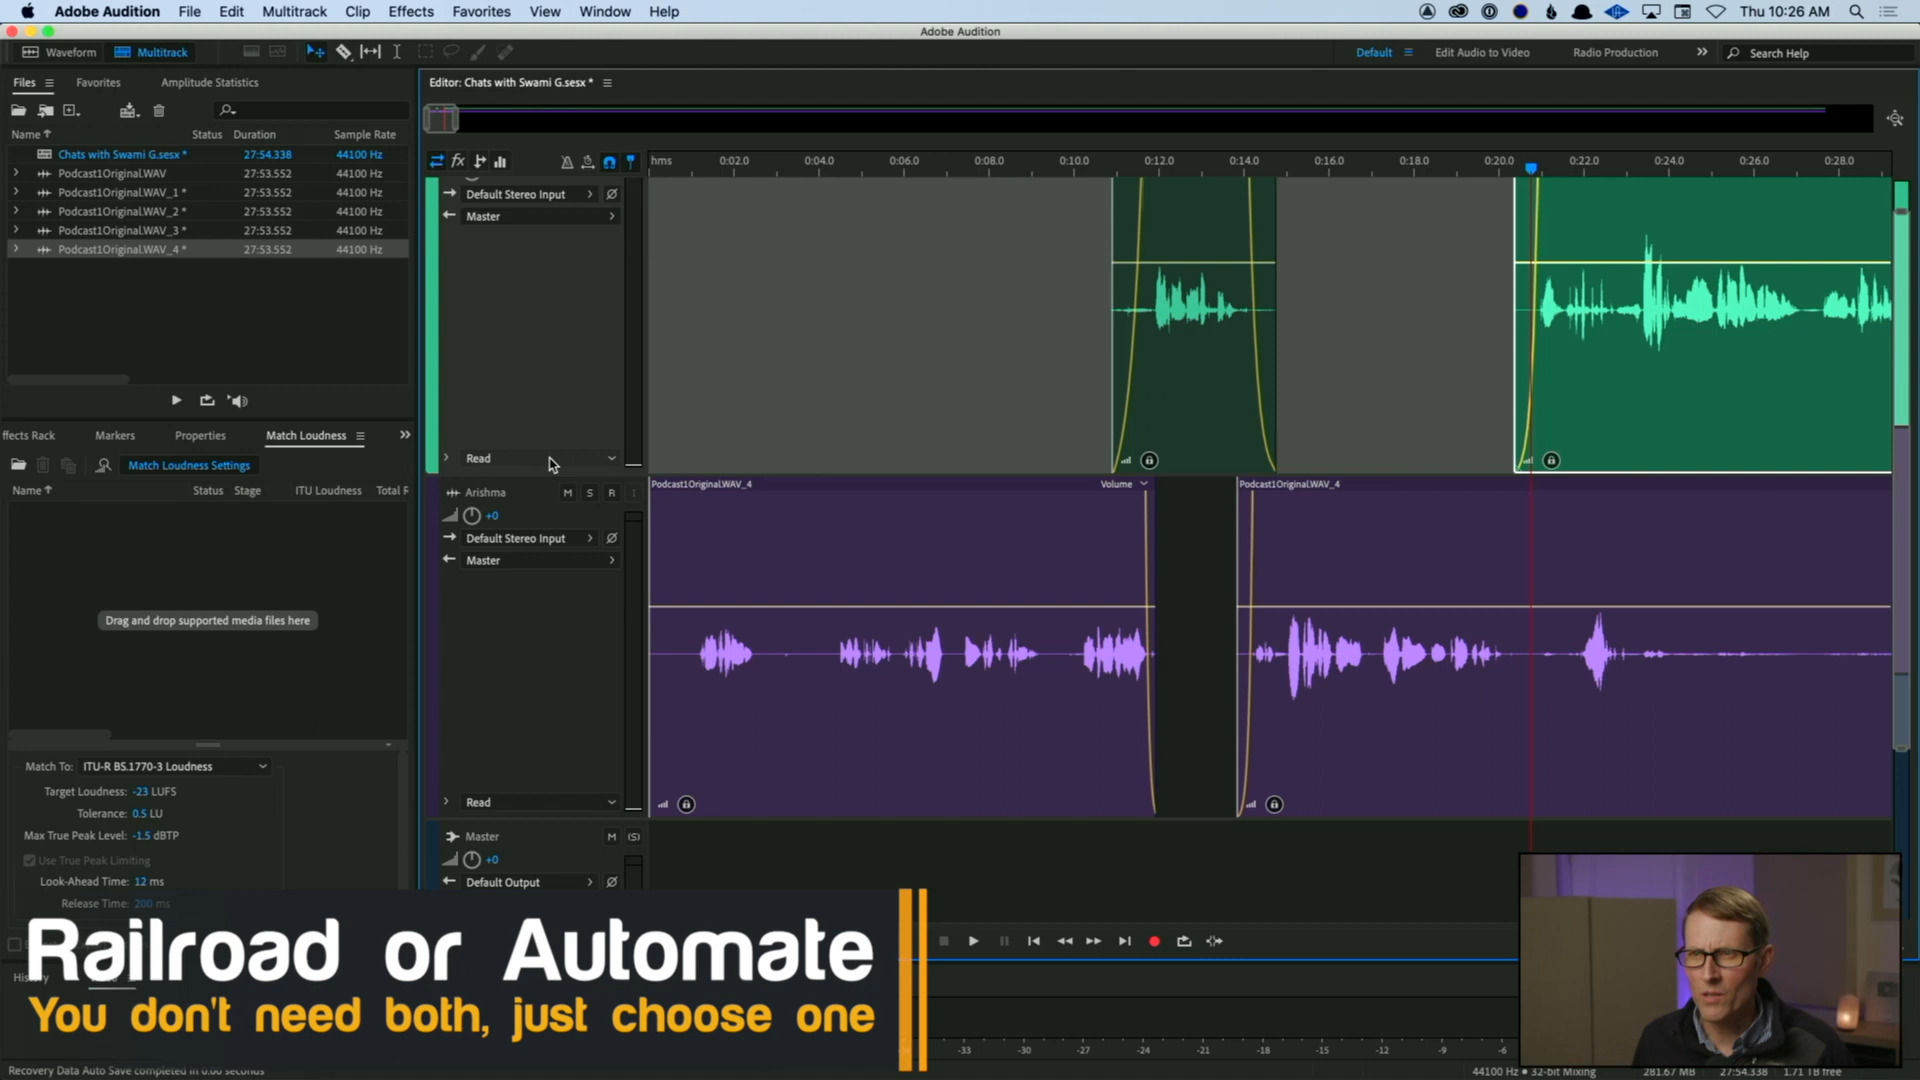 Adobe Audition File Edit Multitrack Clip Effects Favorites View Window Help Thu 10:26 AM
Adobe Audition
Waveform Multitrack Default Edit Audio to Video Radio Production Search Help
Files Favorites Amplitude Statistics
Editor: Chats with Swami G.sesx *
Name Status Duration Sample Rate
Chats with Swami G.sesx * 27:54.338 44100 Hz
Podcast1Original.WAV 27:53.552 44100 Hz
Podcast1Original.WAV_1 * 27:53.552 44100 Hz
Podcast1Original.WAV_2 * 27:53.552 44100 Hz
Podcast1Original.WAV_3 * 27:53.552 44100 Hz
Podcast1Original.WAV_4 * 27:53.552 44100 Hz
fx
hms 0:02.0 0:04.0 0:06.0 0:08.0 0:10.0 0:12.0 0:14.0 0:16.0 0:18.0 0:20.0 0:22.0 0:24.0 0:26.0 0:28.0
Default Stereo Input
Master
Read
ffects Rack Markers Properties Match Loudness
Match Loudness Settings
Name Status Stage ITU Loudness Total R
Drag and drop supported media files here
Match To: ITU-R BS.1770-3 Loudness
Target Loudness: -23 LUFS
Tolerance: 0.5 LU
Max True Peak Level: -1.5 dBTP
Use True Peak Limiting
Look-Ahead Time: 12 ms
Release Time: 200 ms
Arishma M S R I
+0
Default Stereo Input
Master
Read
Podcast1Original.WAV_4 Volume
Podcast1Original.WAV_4
Master M (S)
+0
Default Output
Railroad or Automate
You don't need both, just choose one
-33 -30 -27 -24 -21 -18 -15 -12 -9 -6
Recovery Data Auto Save completed in 0.00 seconds
44100 Hz • 32-bit Mixing 281.67 MB 27:54.338 1.71 TB free